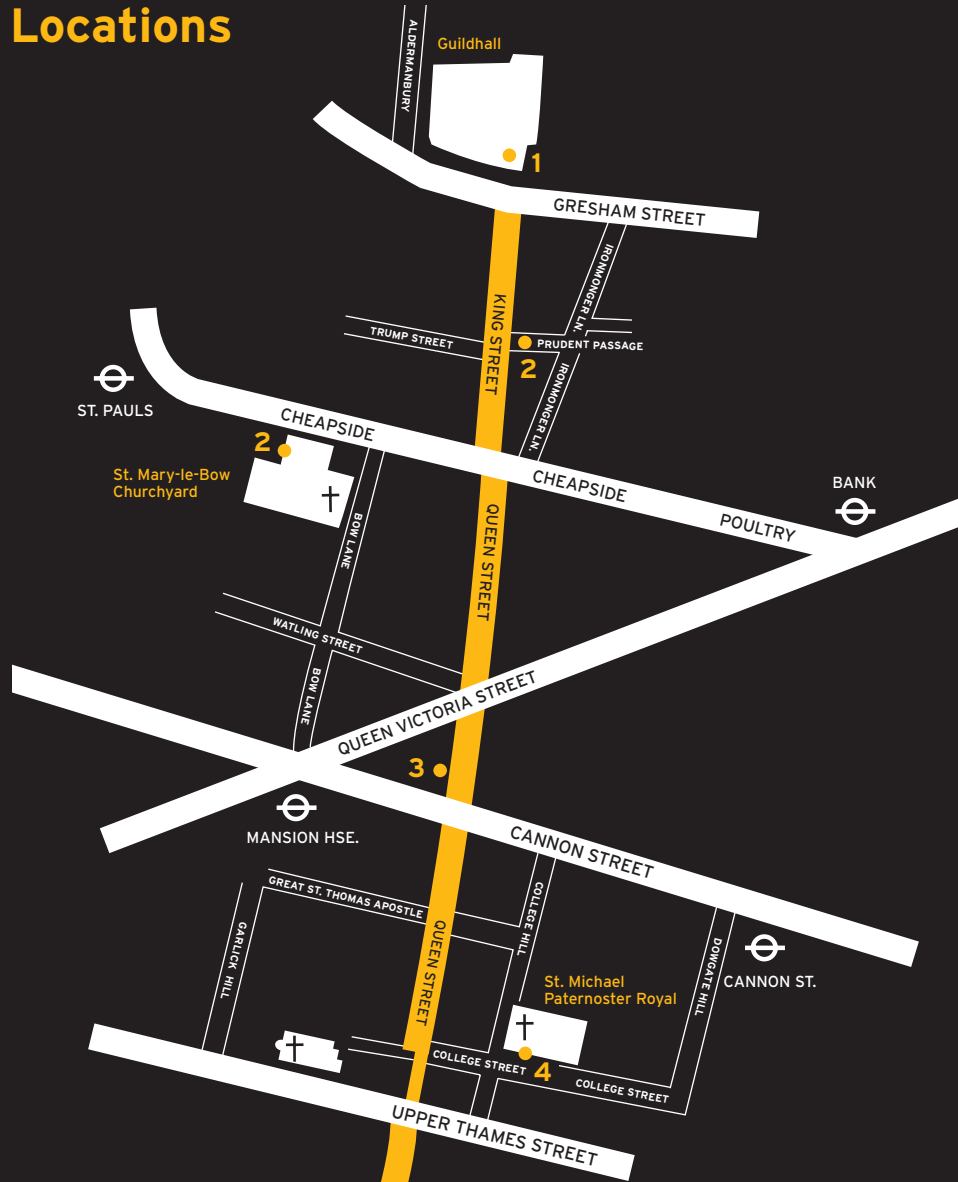 Locations
ALDERMANBURY
Guildhall
1
GRESHAM STREET
IRONMONGER LN.
KING STREET
TRUMP STREET
PRUDENT PASSAGE
2
IRONMONGER LN.
ST. PAULS
CHEAPSIDE
2
St. Mary-le-Bow
Churchyard
CHEAPSIDE
BANK
POULTRY
BOW LANE
QUEEN STREET
WATLING STREET
BOW LANE
QUEEN VICTORIA STREET
3
MANSION HSE.
CANNON STREET
GREAT ST. THOMAS APOSTLE
COLLEGE HILL
GARLICK HILL
QUEEN STREET
DOWGATE HILL
CANNON ST.
St. Michael
Paternoster Royal
COLLEGE STREET
4
COLLEGE STREET
UPPER THAMES STREET